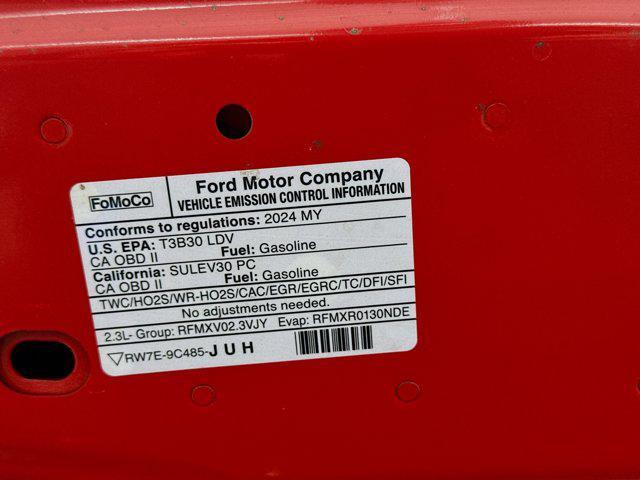 FoMoCo
Ford Motor Company
VEHICLE EMISSION CONTROL INFORMATION
Conforms to regulations: 2024 MY
U.S. EPA: T3B30 LDV
CA OBD II Fuel: Gasoline
California: SULEV30 PC
CA OBD II Fuel: Gasoline
TWC/HO2S/WR-HO2S/CAC/EGR/EGRC/TC/DFI/SFI
No adjustments needed.
2.3L- Group: RFMXV02.3VJY Evap: RFMXR0130NDE
RW7E-9C485-JUH